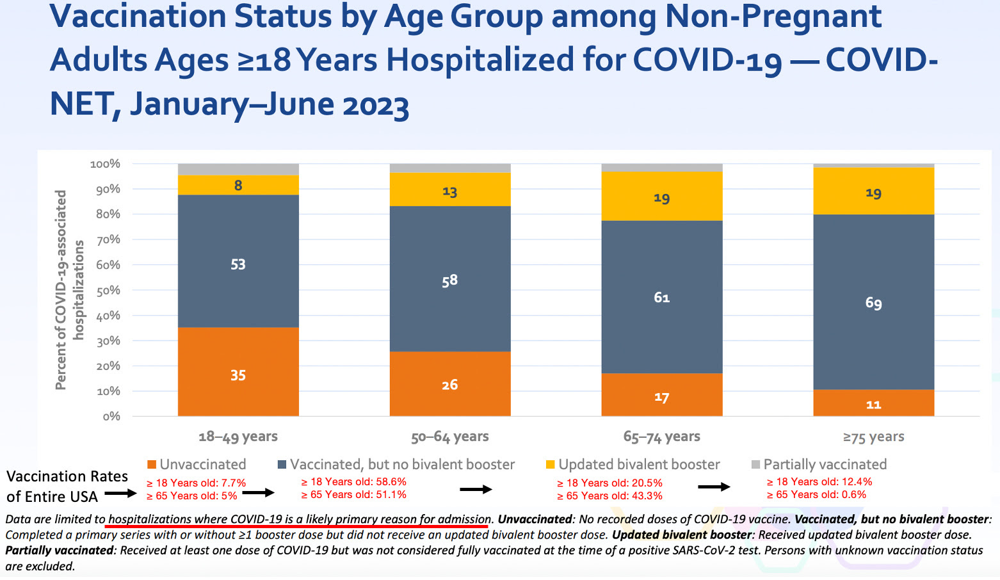 Vaccination Status by Age Group among Non-Pregnant
Adults Ages ≥18 Years Hospitalized for COVID-19 — COVID-
NET, January–June 2023
Percent of COVID-19-associated
hospitalizations
100%
90%
80%
70%
60%
50%
40%
30%
20%
10%
0%
8
53
35
13
58
26
19
61
17
19
69
11
18–49 years
50–64 years
65–74 years
≥75 years
Unvaccinated
Vaccinated, but no bivalent booster
Updated bivalent booster
Partially vaccinated
Vaccination Rates
of Entire USA
≥ 18 Years old: 7.7%
≥ 65 Years old: 5%
≥ 18 Years old: 58.6%
≥ 65 Years old: 51.1%
≥ 18 Years old: 20.5%
≥ 65 Years old: 43.3%
≥ 18 Years old: 12.4%
≥ 65 Years old: 0.6%
Data are limited to hospitalizations where COVID-19 is a likely primary reason for admission. Unvaccinated: No recorded doses of COVID-19 vaccine. Vaccinated, but no bivalent booster:
Completed a primary series with or without ≥1 booster dose but did not receive an updated bivalent booster dose. Updated bivalent booster: Received updated bivalent booster dose.
Partially vaccinated: Received at least one dose of COVID-19 but was not considered fully vaccinated at the time of a positive SARS-CoV-2 test. Persons with unknown vaccination status
are excluded.